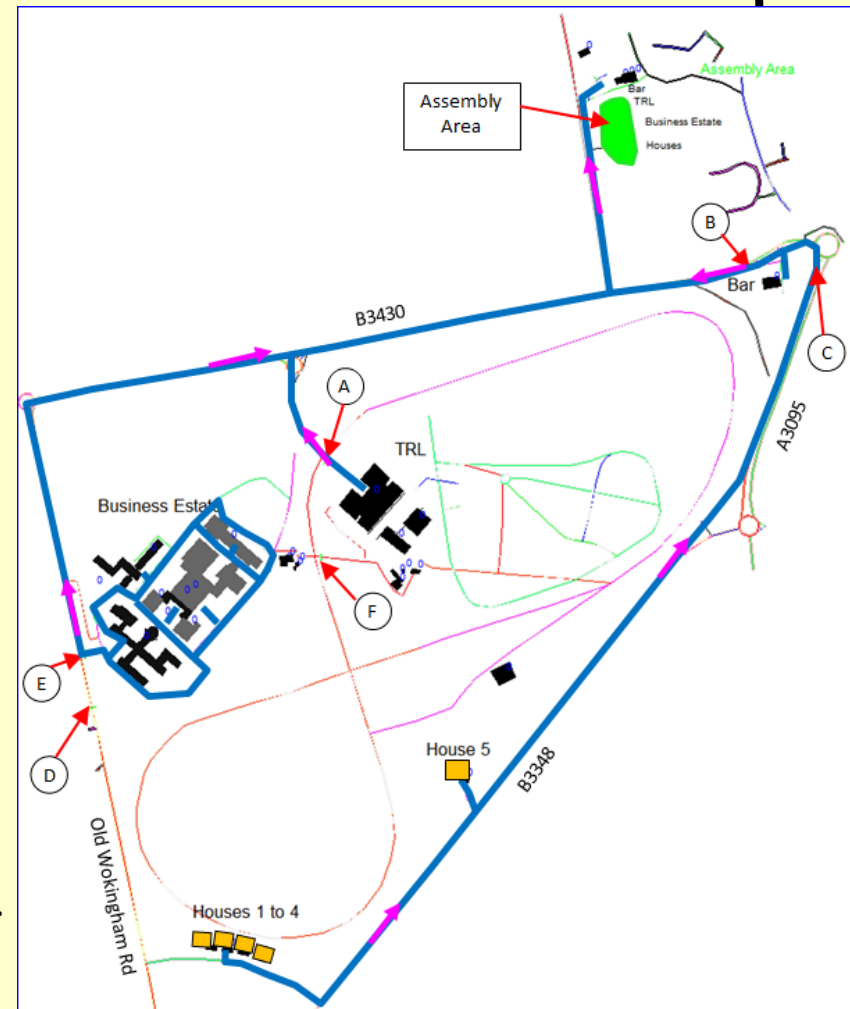 Assembly Area
Assembly
Area
Bar
TRL
Business Estate
Houses
B
Bar
B3430
C
A
A3095
TRL
Business Estate
F
E
D
House 5
B3348
Old Wokingham Rd
Houses 1 to 4